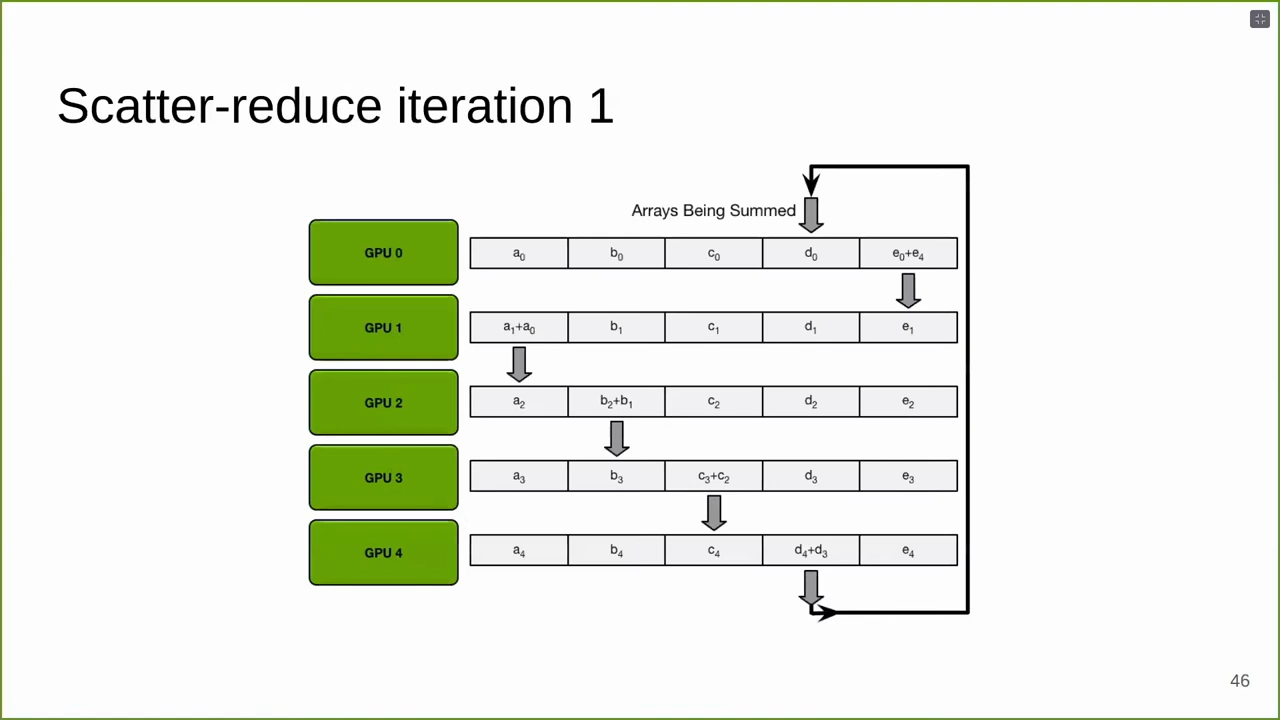 Scatter-reduce iteration 1
Arrays Being Summed
GPU 0
a₀ b₀ c₀ d₀ e₀+e₄
GPU 1
a₁+a₀ b₁ c₁ d₁ e₁
GPU 2
a₂ b₂+b₁ c₂ d₂ e₂
GPU 3
a₃ b₃ c₃+c₂ d₃ e₃
GPU 4
a₄ b₄ c₄ d₄+d₃ e₄
46